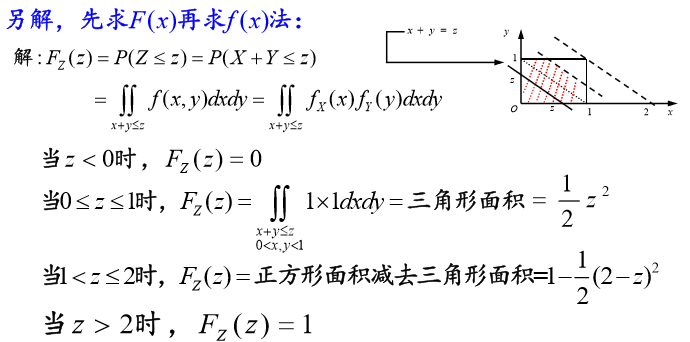 另解，先求F(x)再求f(x)法：
解：F_Z(z) = P(Z ≤ z) = P(X + Y ≤ z)
= ∬_{x+y≤z} f(x, y)dxdy = ∬_{x+y≤z} f_X(x) f_Y(y)dxdy
x + y = z
y
1
z
O z 1 2 x
当 z < 0时， F_Z(z) = 0
当0 ≤ z ≤ 1时， F_Z(z) = ∬_{x+y≤z, 0<x,y<1} 1×1dxdy = 三角形面积 = 1/2 z^2
当1 < z ≤ 2时， F_Z(z) = 正方形面积减去三角形面积=1− 1/2 (2 − z)^2
当 z > 2时， F_Z(z) = 1